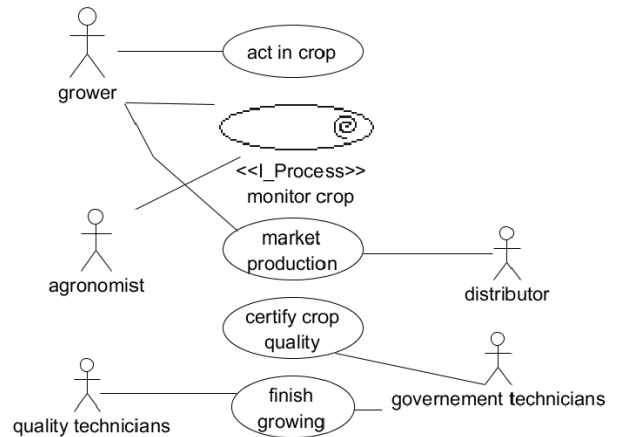 act in crop
grower
<<I_Process>>
monitor crop
market
production
agronomist
distributor
certify crop
quality
governement technicians
finish
growing
quality technicians